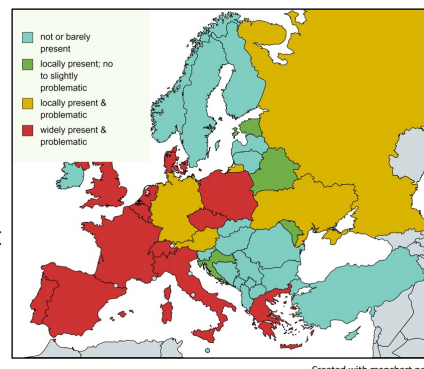 not or barely
present
locally present; no
to slightly
problematic
locally present &
problematic
widely present &
problematic